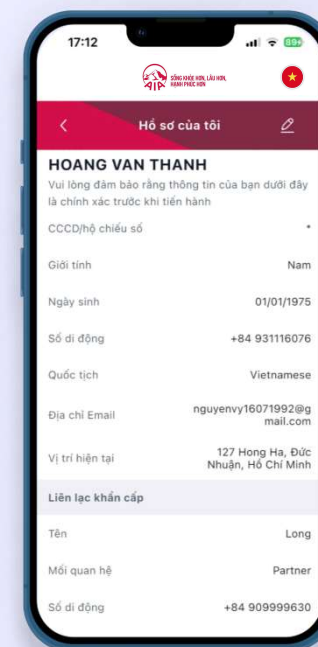 17:12
89+
AIA
SỐNG KHỎE HƠN, LÂU HƠN,
HẠNH PHÚC HƠN
Hồ sơ của tôi
HOANG VAN THANH
Vui lòng đảm bảo rằng thông tin của bạn dưới đây
là chính xác trước khi tiến hành
CCCD/hộ chiếu số *
Giới tính Nam
Ngày sinh 01/01/1975
Số di động +84 931116076
Quốc tịch Vietnamese
Địa chỉ Email nguyenvy16071992@g
mail.com
Vị trí hiện tại 127 Hong Ha, Đức
Nhuận, Hồ Chí Minh
Liên lạc khẩn cấp
Tên Long
Mối quan hệ Partner
Số di động +84 909999630